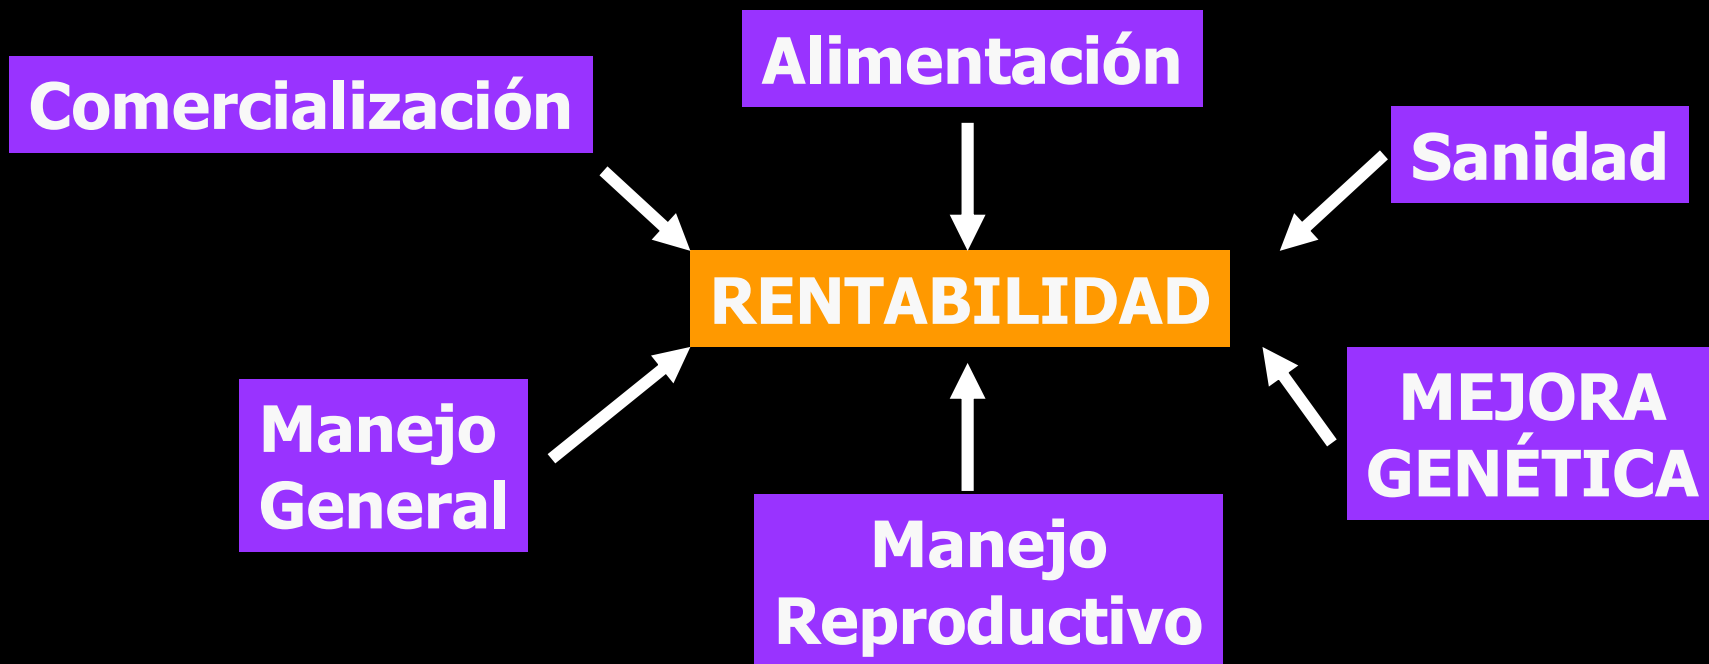 Alimentación
Comercialización
Sanidad
RENTABILIDAD
MEJORA
GENÉTICA
Manejo
General
Manejo
Reproductivo